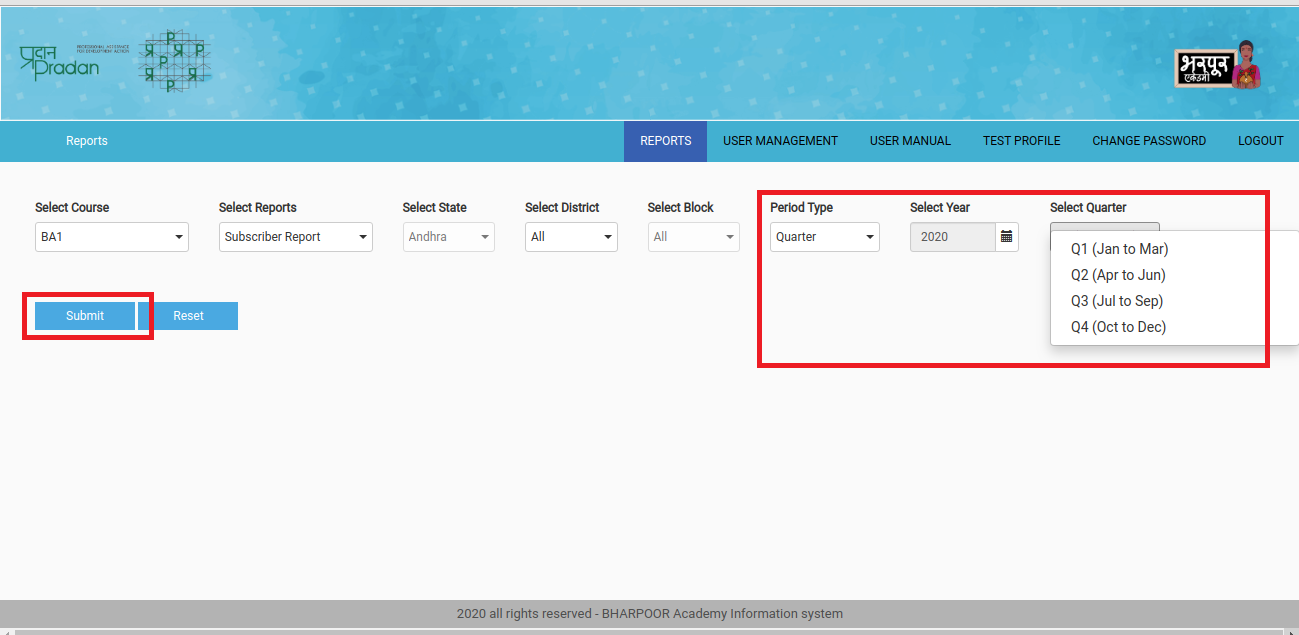 प्रदान
Pradan
PROFESSIONAL ASSISTANCE
FOR DEVELOPMENT ACTION
P
प्र P प्र P
P
प्र प्र
P
भरपूर
एकेडमी
Reports REPORTS USER MANAGEMENT USER MANUAL TEST PROFILE CHANGE PASSWORD LOGOUT
Select Course Select Reports Select State Select District Select Block Period Type Select Year Select Quarter
BA1 Subscriber Report Andhra All All Quarter 2020
Q1 (Jan to Mar)
Q2 (Apr to Jun)
Q3 (Jul to Sep)
Q4 (Oct to Dec)
Submit Reset
2020 all rights reserved - BHARPOOR Academy Information system